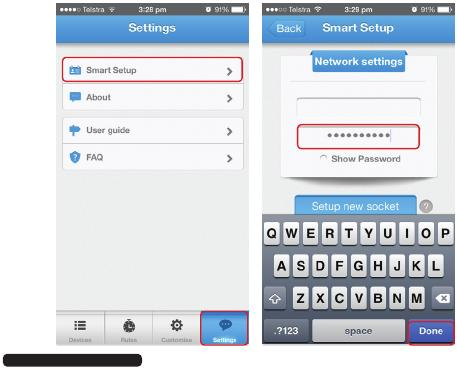 Telstra 3:28 pm 91%
Settings
Smart Setup
About
User guide
FAQ
Devices Rules Customise Settings
Telstra 3:29 pm 91%
Back Smart Setup
Network settings
••••••••••
Show Password
Setup new socket ?
Q W E R T Y U I O P
A S D F G H J K L
Z X C V B N M
.?123 space Done